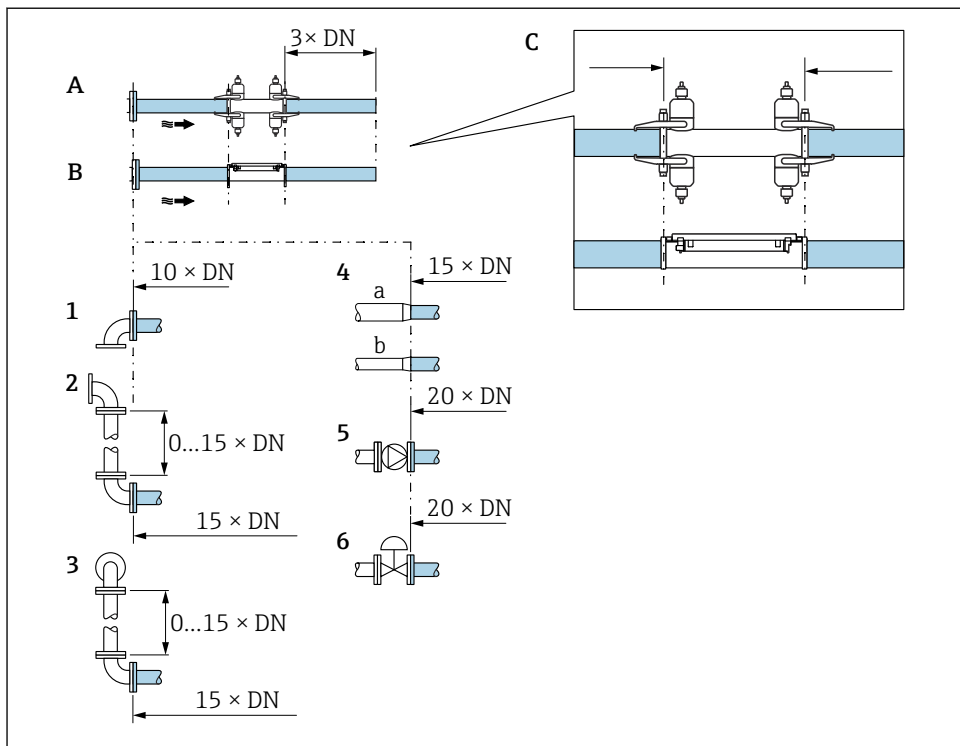 3× DN
C
A
B
10 × DN
4
15 × DN
1
a
b
2
20 × DN
0...15 × DN
5
15 × DN
20 × DN
6
3
0...15 × DN
15 × DN